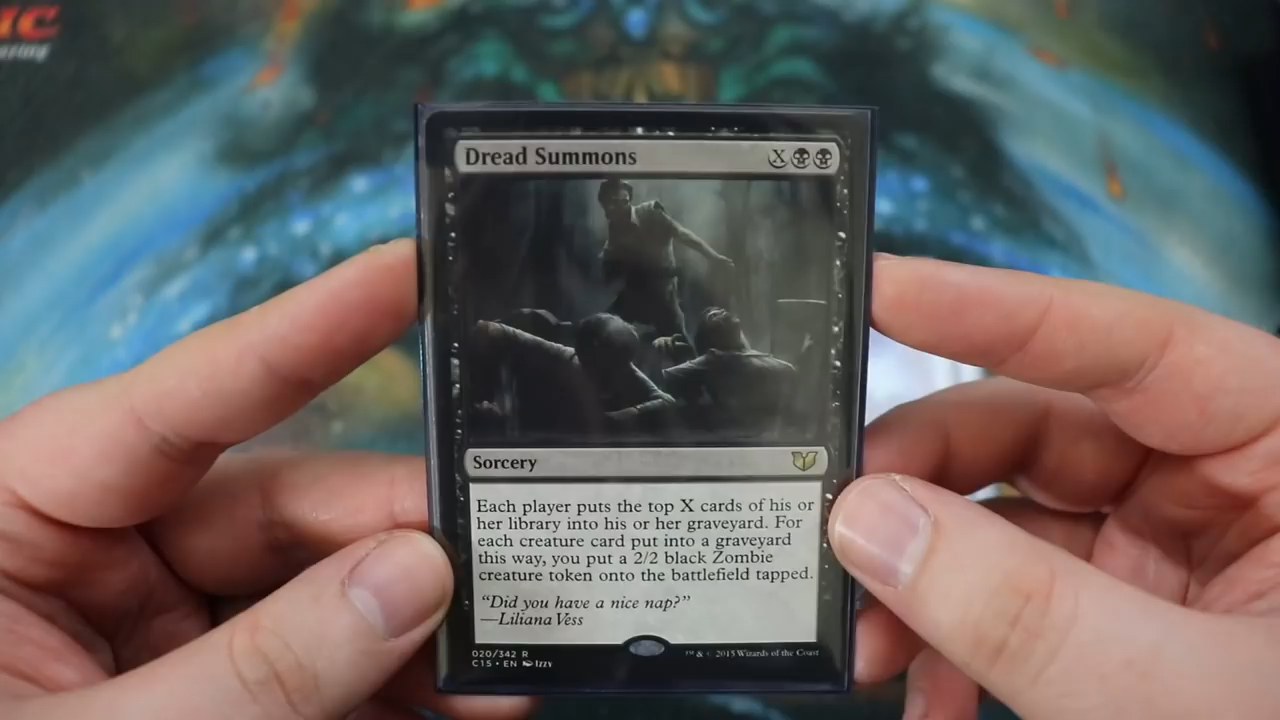 IC
Dread Summons X
Sorcery
Each player puts the top X cards of his or
her library into his or her graveyard. For
each creature card put into a graveyard
this way, you put a 2/2 black Zombie
creature token onto the battlefield tapped.
“Did you have a nice nap?”
—Liliana Vess
020/342 R
C15 • EN Izzy
™ & © 2015 Wizards of the Coast